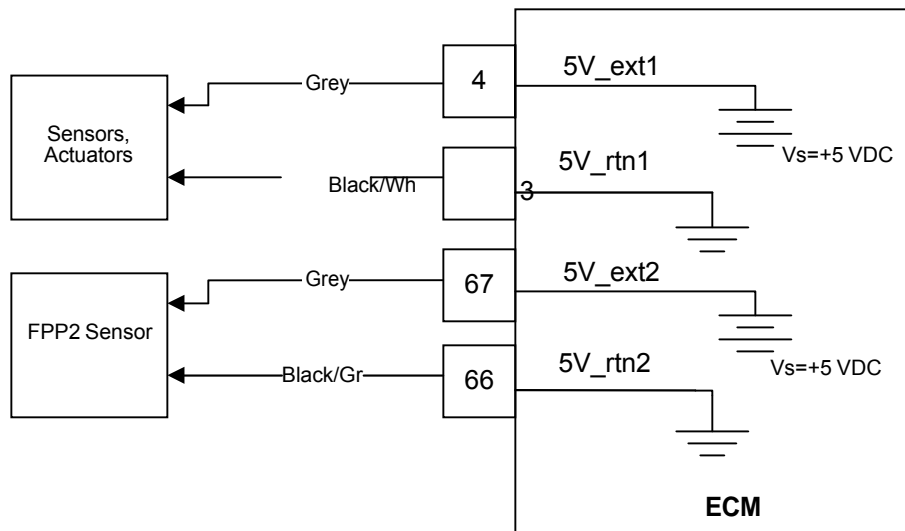 4
5V_ext1
Grey
Sensors,
Actuators
Vs=+5 VDC
5V_rtn1
Black/Wh
3
67
5V_ext2
Grey
FPP2 Sensor
Vs=+5 VDC
5V_rtn2
Black/Gr
66
ECM